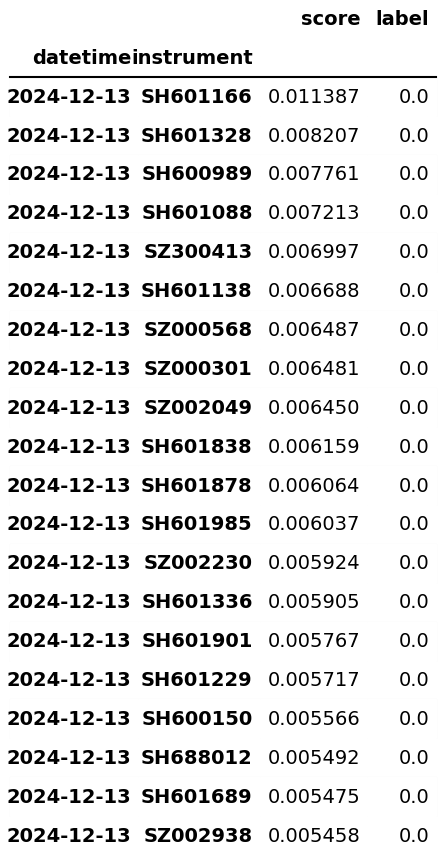 score label
datetime instrument
2024-12-13 SH601166 0.011387 0.0
2024-12-13 SH601328 0.008207 0.0
2024-12-13 SH600989 0.007761 0.0
2024-12-13 SH601088 0.007213 0.0
2024-12-13 SZ300413 0.006997 0.0
2024-12-13 SH601138 0.006688 0.0
2024-12-13 SZ000568 0.006487 0.0
2024-12-13 SZ000301 0.006481 0.0
2024-12-13 SZ002049 0.006450 0.0
2024-12-13 SH601838 0.006159 0.0
2024-12-13 SH601878 0.006064 0.0
2024-12-13 SH601985 0.006037 0.0
2024-12-13 SZ002230 0.005924 0.0
2024-12-13 SH601336 0.005905 0.0
2024-12-13 SH601901 0.005767 0.0
2024-12-13 SH601229 0.005717 0.0
2024-12-13 SH600150 0.005566 0.0
2024-12-13 SH688012 0.005492 0.0
2024-12-13 SH601689 0.005475 0.0
2024-12-13 SZ002938 0.005458 0.0